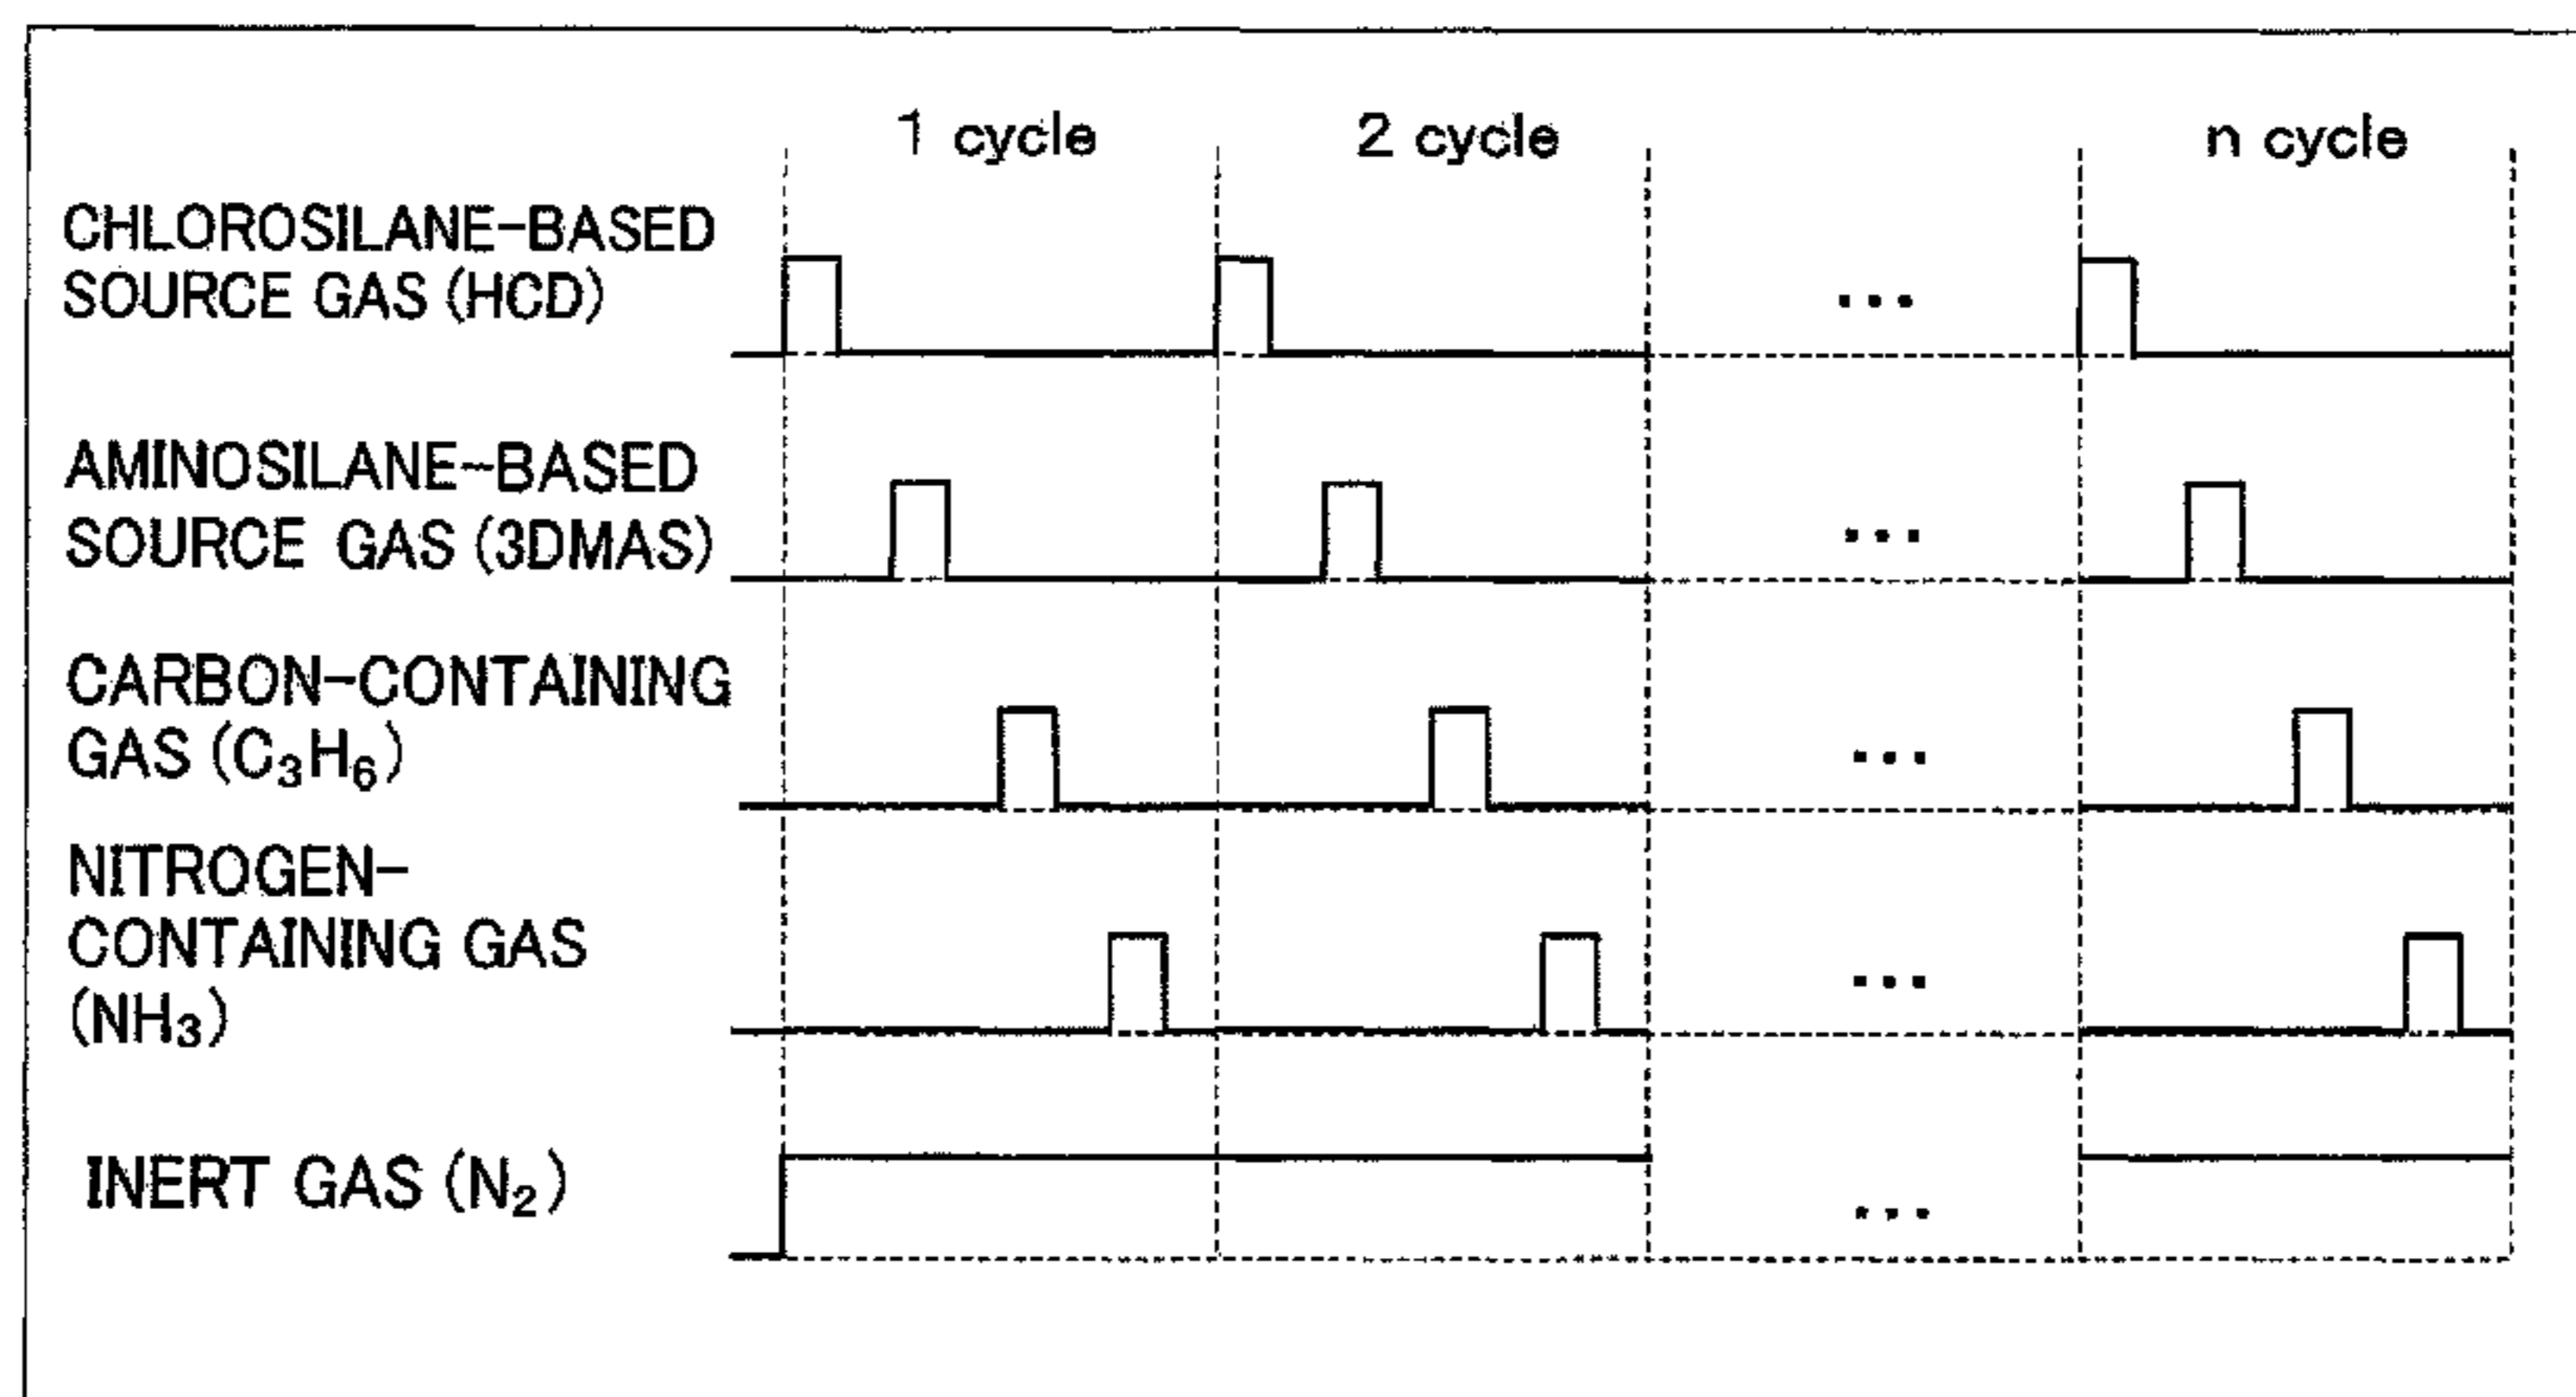 1 cycle 2 cycle n cycle
CHLOROSILANE-BASED
SOURCE GAS (HCD)
...
AMINOSILANE-BASED
SOURCE GAS (3DMAS)
...
CARBON-CONTAINING
GAS (C₃H₆)
...
NITROGEN-
CONTAINING GAS
(NH₃)
...
INERT GAS (N₂)
...